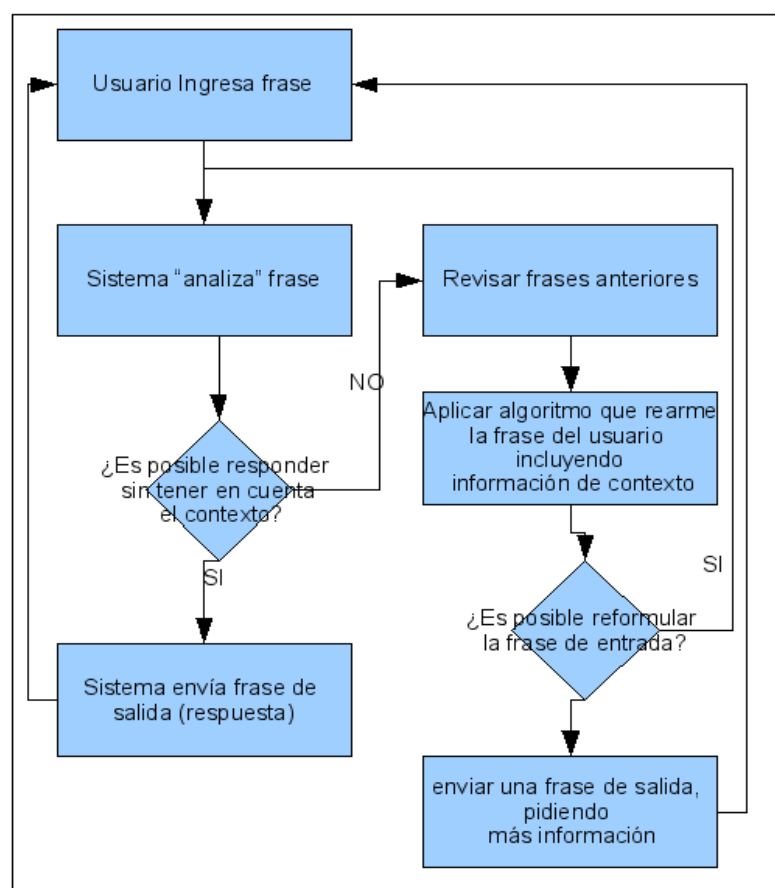 Usuario Ingresa frase
Sistema “analiza” frase
¿Es posible responder
sin tener en cuenta
el contexto?
NO
SI
Sistema envía frase de
salida (respuesta)
Revisar frases anteriores
Aplicar algoritmo que rearme
la frase del usuario
incluyendo
información de contexto
¿Es posible reformular
la frase de entrada?
SI
enviar una frase de salida,
pidiendo
más información